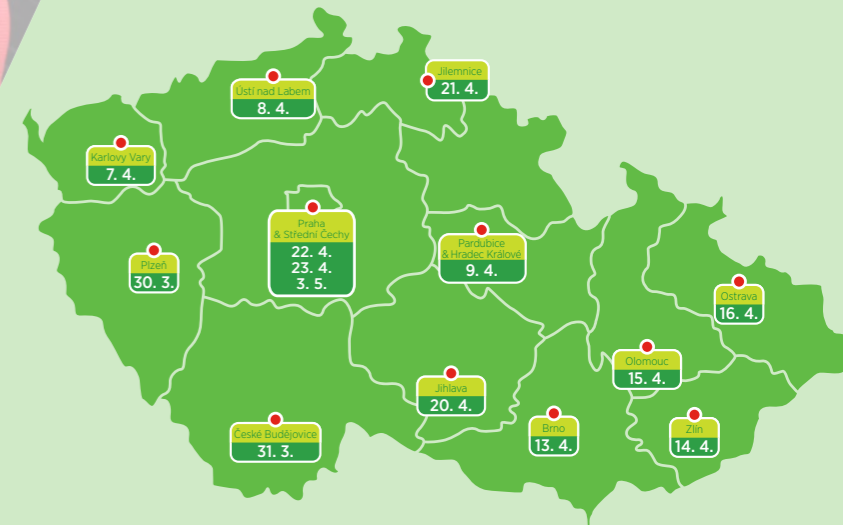 Jilemnice
21. 4.
Ústí nad Labem
8. 4.
Karlovy Vary
7. 4.
Praha
& Střední Čechy
22. 4.
23. 4.
3. 5.
Pardubice
& Hradec Králové
9. 4.
Plzeň
30. 3.
Ostrava
16. 4.
Olomouc
15. 4.
Jihlava
20. 4.
Brno
13. 4.
Zlín
14. 4.
České Budějovice
31. 3.